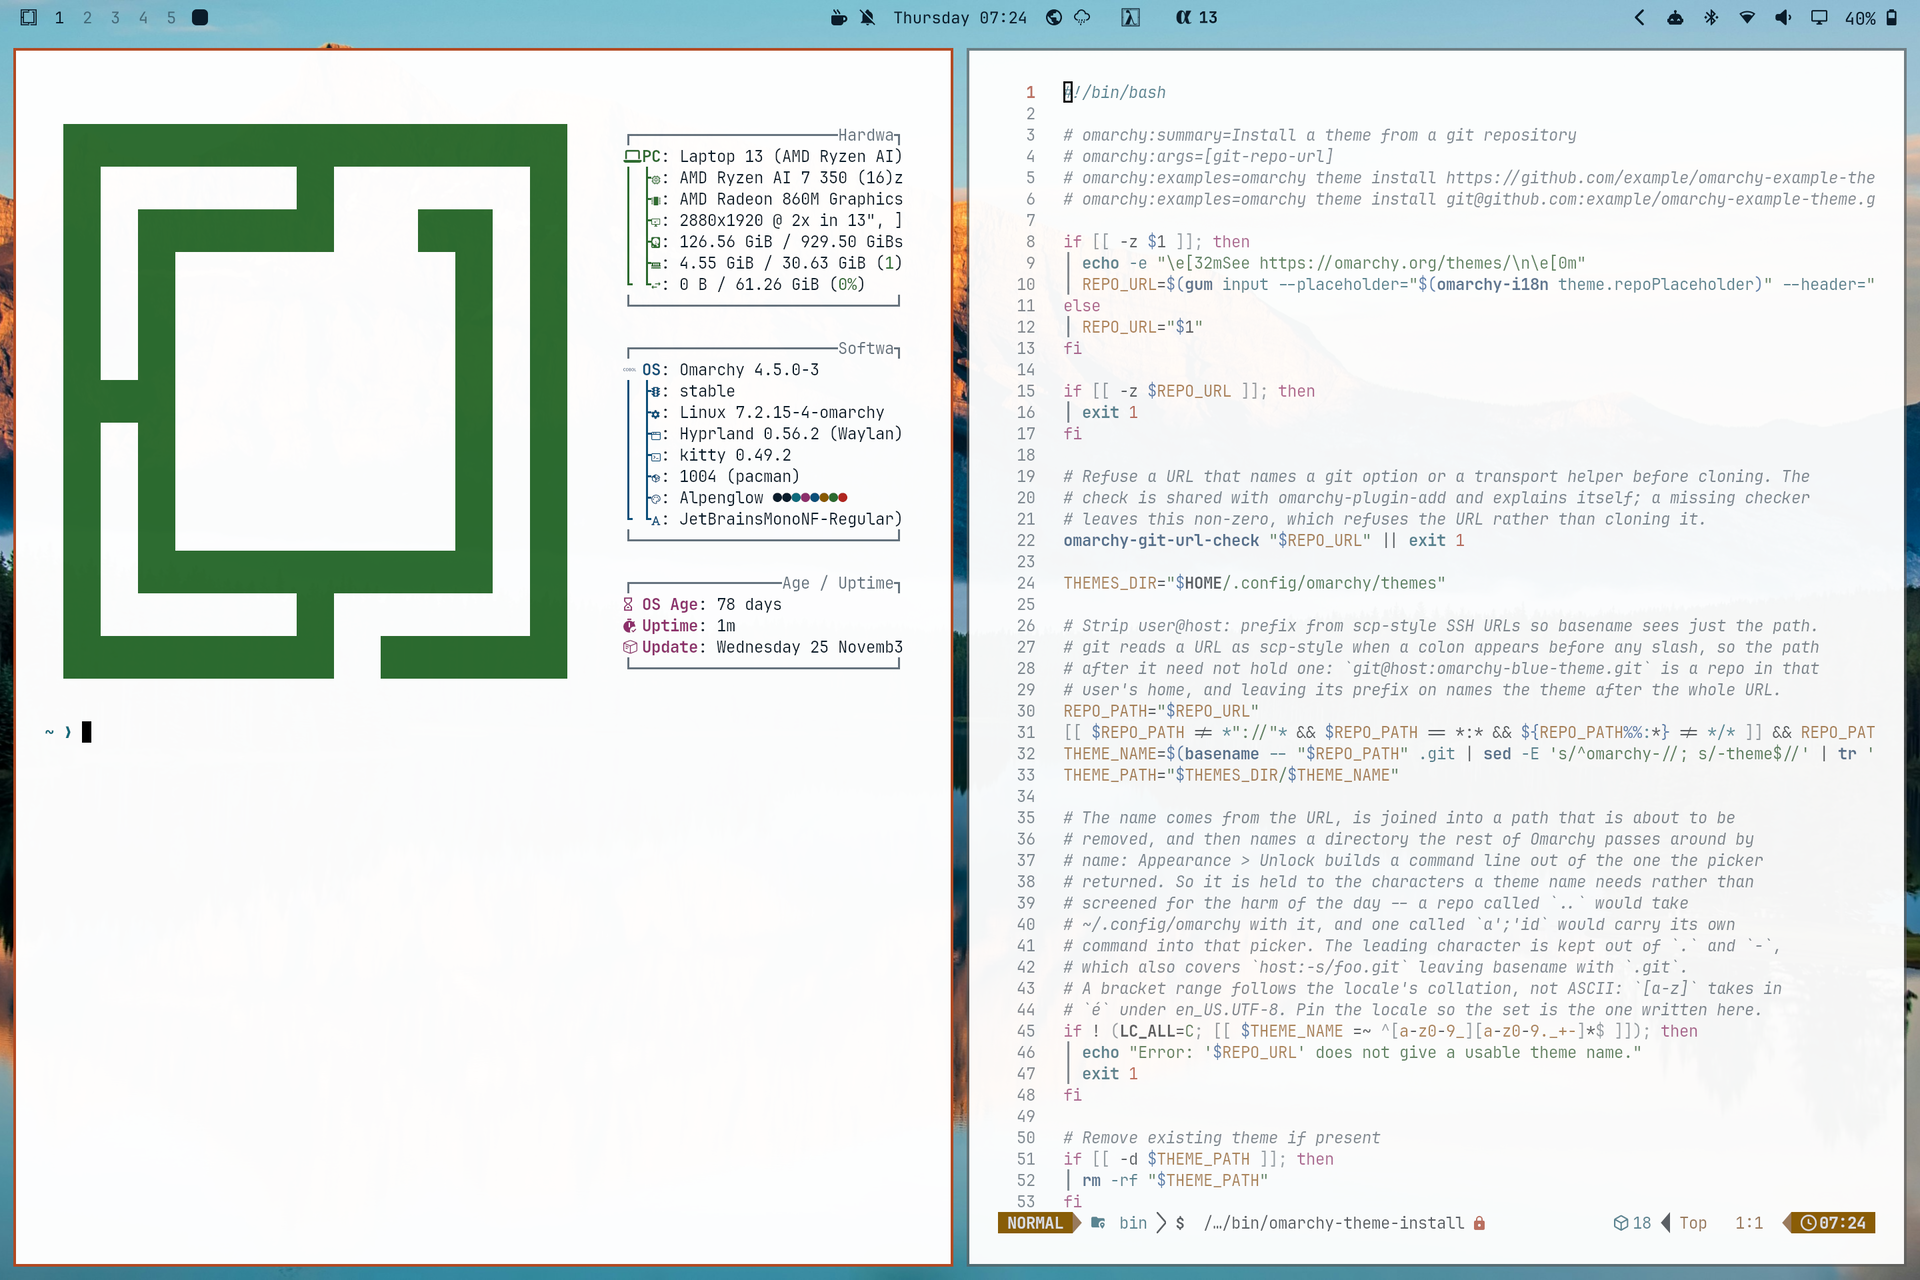 1 2 3 4 5
Thursday 07:24
α 13
40%
Hardwa
PC: Laptop 13 (AMD Ryzen AI)
: AMD Ryzen AI 7 350 (16)z
: AMD Radeon 860M Graphics
: 2880x1920 @ 2x in 13", ]
: 126.56 GiB / 929.50 GiBs
: 4.55 GiB / 30.63 GiB (1)
: 0 B / 61.26 GiB (0%)
Softwa
OS: Omarchy 4.5.0-3
: stable
: Linux 7.2.15-4-omarchy
: Hyprland 0.56.2 (Waylan)
: kitty 0.49.2
: 1004 (pacman)
: Alpenglow
: JetBrainsMonoNF-Regular)
Age / Uptime
OS Age: 78 days
Uptime: 1m
Update: Wednesday 25 Novemb3
~ ❯
1 #!/bin/bash
2
3 # omarchy:summary=Install a theme from a git repository
4 # omarchy:args=[git-repo-url]
5 # omarchy:examples=omarchy theme install https://github.com/example/omarchy-example-the
6 # omarchy:examples=omarchy theme install git@github.com:example/omarchy-example-theme.g
7
8 if [[ -z $1 ]]; then
9 echo -e "\e[32mSee https://omarchy.org/themes/\n\e[0m"
10 REPO_URL=$(gum input --placeholder="$(omarchy-i18n theme.repoPlaceholder)" --header="
11 else
12 REPO_URL="$1"
13 fi
14
15 if [[ -z $REPO_URL ]]; then
16 exit 1
17 fi
18
19 # Refuse a URL that names a git option or a transport helper before cloning. The
20 # check is shared with omarchy-plugin-add and explains itself; a missing checker
21 # leaves this non-zero, which refuses the URL rather than cloning it.
22 omarchy-git-url-check "$REPO_URL" || exit 1
23
24 THEMES_DIR="$HOME/.config/omarchy/themes"
25
26 # Strip user@host: prefix from scp-style SSH URLs so basename sees just the path.
27 # git reads a URL as scp-style when a colon appears before any slash, so the path
28 # after it need not hold one: `git@host:omarchy-blue-theme.git` is a repo in that
29 # user's home, and leaving its prefix on names the theme after the whole URL.
30 REPO_PATH="$REPO_URL"
31 [[ $REPO_PATH != *"://"* && $REPO_PATH == *:* && ${REPO_PATH%%:*} != */* ]] && REPO_PAT
32 THEME_NAME=$(basename -- "$REPO_PATH" .git | sed -E 's/^omarchy-//; s/-theme$//' | tr '
33 THEME_PATH="$THEMES_DIR/$THEME_NAME"
34
35 # The name comes from the URL, is joined into a path that is about to be
36 # removed, and then names a directory the rest of Omarchy passes around by
37 # name: Appearance > Unlock builds a command line out of the one the picker
38 # returned. So it is held to the characters a theme name needs rather than
39 # screened for the harm of the day -- a repo called `..` would take
40 # ~/.config/omarchy with it, and one called `a';'id` would carry its own
41 # command into that picker. The leading character is kept out of `.` and `-`,
42 # which also covers `host:-s/foo.git` leaving basename with `.git`.
43 # A bracket range follows the locale's collation, not ASCII: `[a-z]` takes in
44 # `é` under en_US.UTF-8. Pin the locale so the set is the one written here.
45 if ! (LC_ALL=C; [[ $THEME_NAME =~ ^[a-z0-9_][a-z0-9._+-]*$ ]]); then
46 echo "Error: '$REPO_URL' does not give a usable theme name."
47 exit 1
48 fi
49
50 # Remove existing theme if present
51 if [[ -d $THEME_PATH ]]; then
52 rm -rf "$THEME_PATH"
53 fi
NORMAL bin $ /…/bin/omarchy-theme-install 18 Top 1:1 07:24